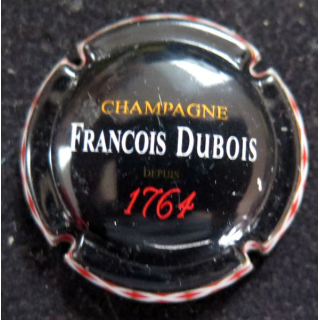 CHAMPAGNE
FRANCOIS DUBOIS
DEPUIS
1764